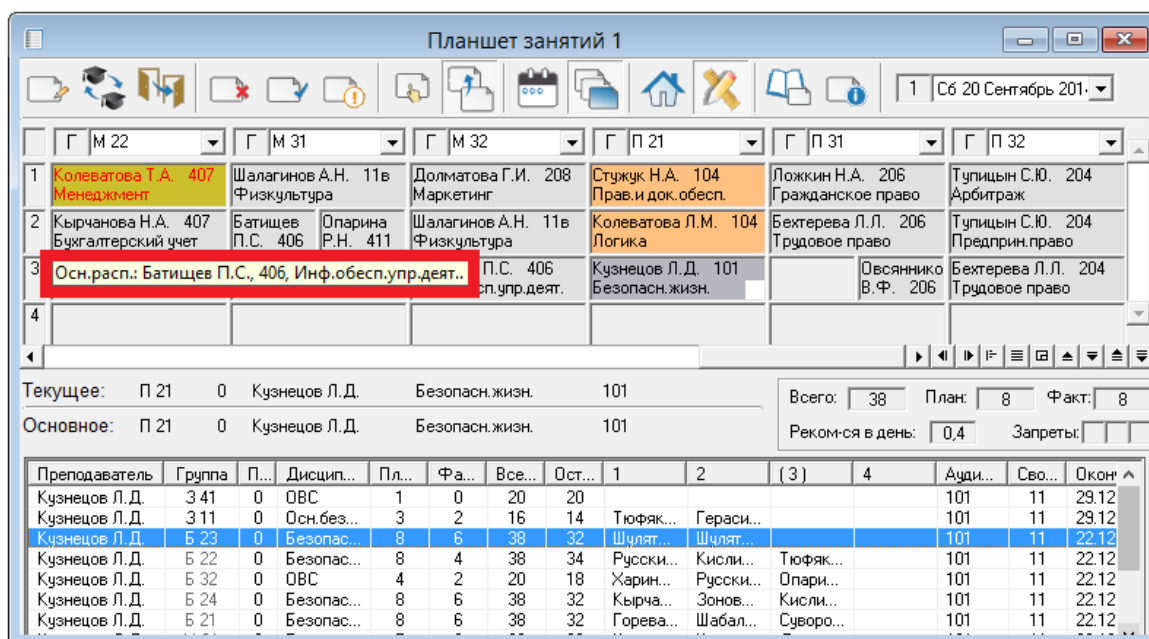 Планшет занятий 1
1 Сб 20 Сентябрь 201
Г М 22 Г М 31 Г М 32 Г П 21 Г П 31 Г П 32
1 Колеватова Т.А. 407 Шалагинов А.Н. 11в Долматова Г.И. 208 Стужук Н.А. 104 Ложкин Н.А. 206 Тупицын С.Ю. 204
Менеджмент Физкультура Маркетинг Прав.и док.обесп. Гражданское право Арбитраж
2 Кырчанова Н.А. 407 Батищев Опарина Шалагинов А.Н. 11в Колеватова Л.М. 104 Бехтерева Л.Л. 206 Тупицын С.Ю. 204
Бухгалтерский учет П.С. 406 Р.Н. 411 Физкультура Логика Трудовое право Предприн.право
3 Осн.расп.: Батищев П.С., 406, Инф.обесп.упр.деят.. П.С. 406 Кузнецов Л.Д. 101 Овсяннико Бехтерева Л.Л. 204
сп.упр.деят. Безопасн.жизн. В.Ф. 206 Трудовое право
4
Текущее: П 21 0 Кузнецов Л.Д. Безопасн.жизн. 101
Всего: 38 План: 8 Факт: 8
Основное: П 21 0 Кузнецов Л.Д. Безопасн.жизн. 101
Реком-ся в день: 0,4 Запреты:
Преподаватель Группа П... Дисцип... Пл... Фа... Все... Ост... 1 2 (3) 4 Ауди... Сво... Оконч
Кузнецов Л.Д. З 41 0 ОВС 1 0 20 20 101 11 29.12
Кузнецов Л.Д. З 11 0 Осн.без... 3 2 16 14 Тюфяк... Гераси... 101 11 29.12
Кузнецов Л.Д. Б 23 0 Безопас... 8 6 38 32 Шулят... Шулят... 101 11 22.12
Кузнецов Л.Д. Б 22 0 Безопас... 8 4 38 34 Русски... Кисли... Тюфяк... 101 11 22.12
Кузнецов Л.Д. Б 32 0 ОВС 4 2 20 18 Харин... Русски... Опари... 101 11 22.12
Кузнецов Л.Д. Б 24 0 Безопас... 8 6 38 32 Кырча... Зонов... Кисли... 101 11 22.12
Кузнецов Л.Д. Б 21 0 Безопас... 8 6 38 32 Горева... Шабал... Суворо... 101 11 22.12